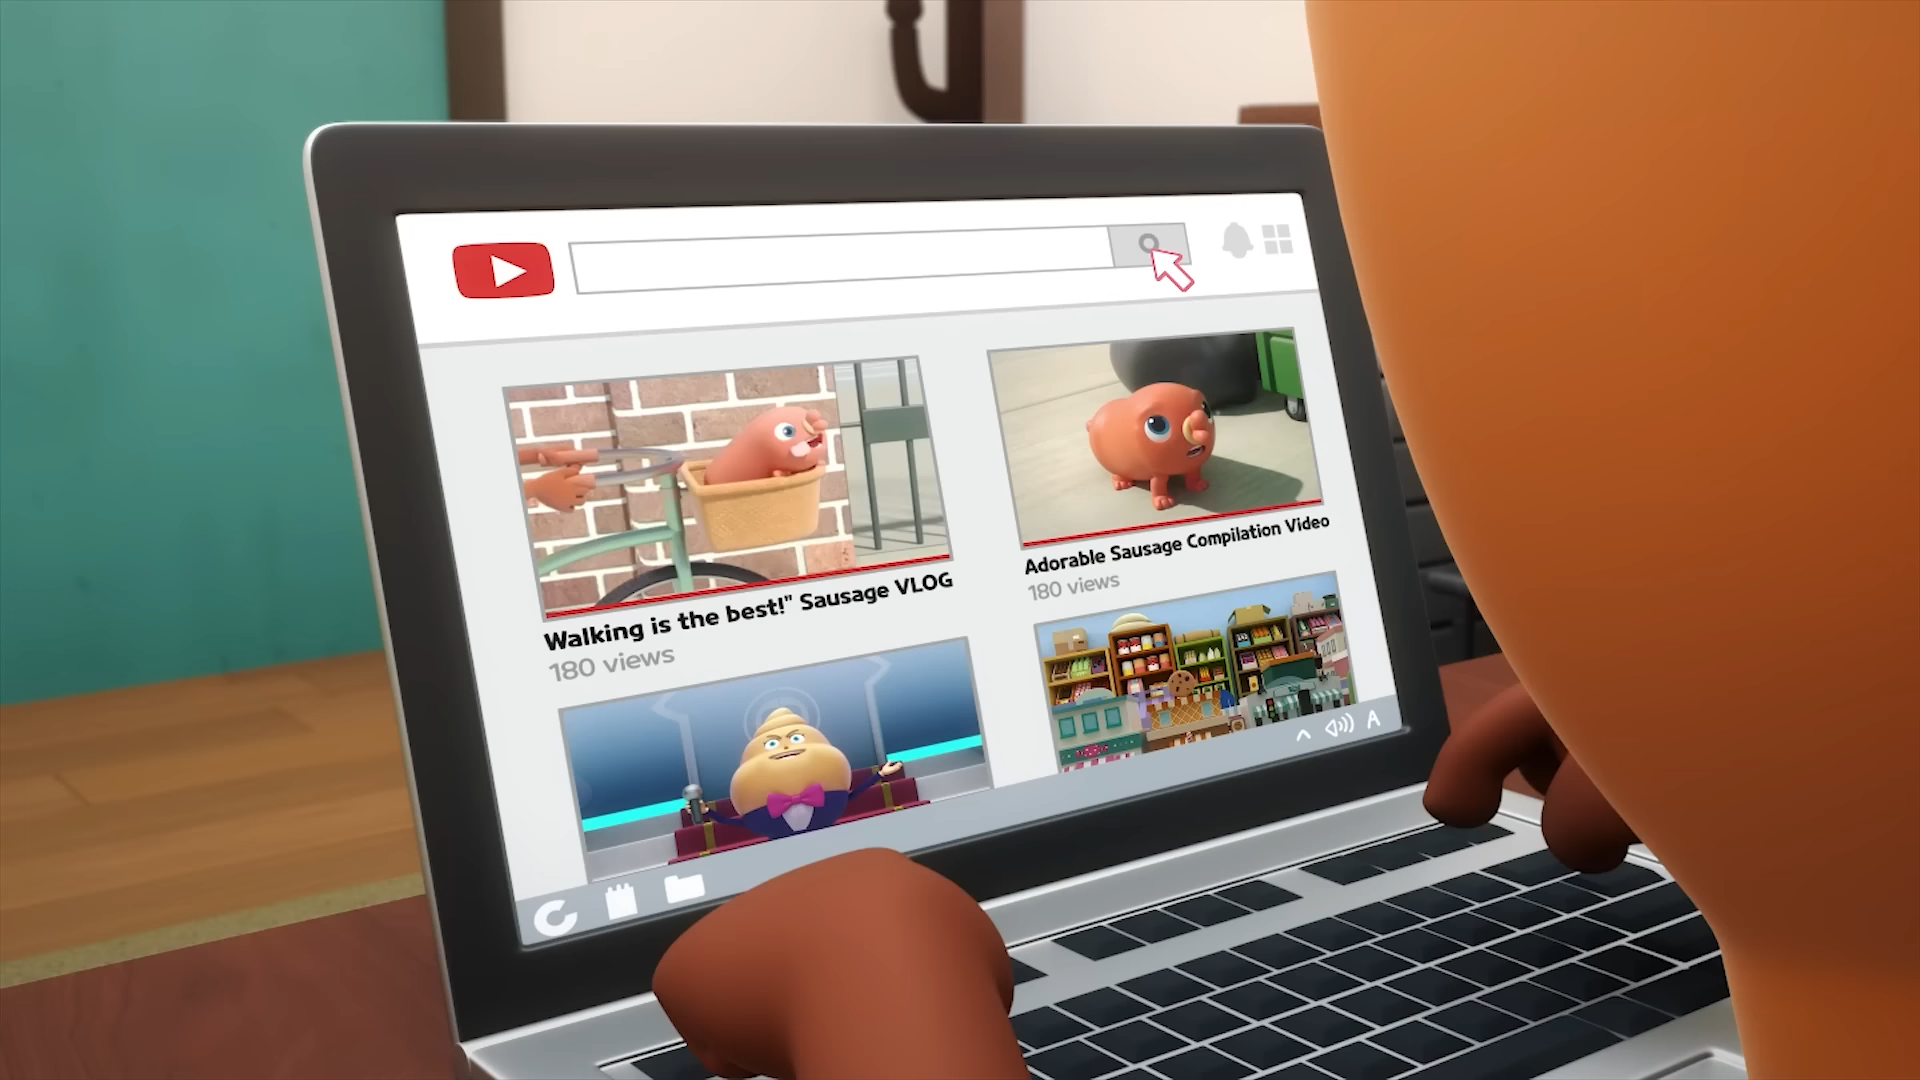 Walking is the best!" Sausage VLOG
180 views
Adorable Sausage Compilation Video
180 views
A